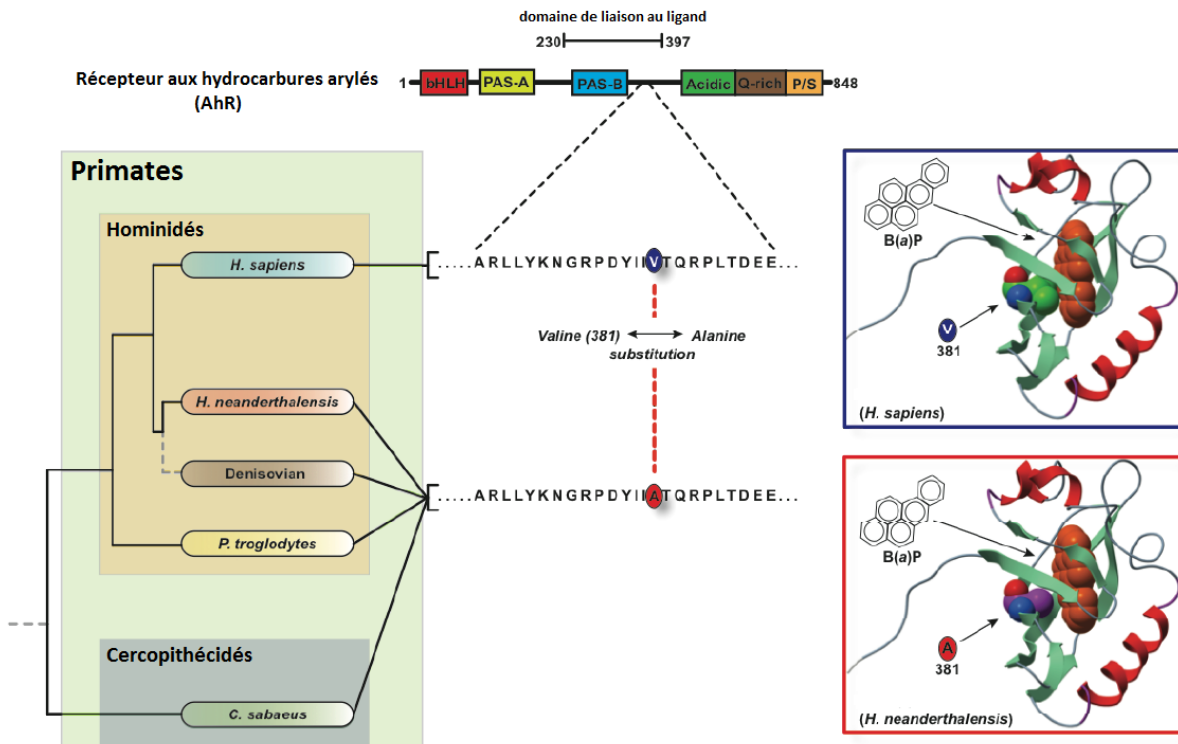 domaine de liaison au ligand
230 397
Récepteur aux hydrocarbures arylés
(AhR)
1 bHLH PAS-A PAS-B Acidic Q-rich P/S 848
Primates
Hominidés
H. sapiens
.....ARLLYKNGRPDYIIVTQRPLTDEE...
Valine (381) Alanine
substitution
H. neanderthalensis
Denisovian
.....ARLLYKNGRPDYIIATQRPLTDEE...
P. troglodytes
Cercopithécidés
C. sabaeus
B(a)P
V
381
(H. sapiens)
B(a)P
A
381
(H. neanderthalensis)